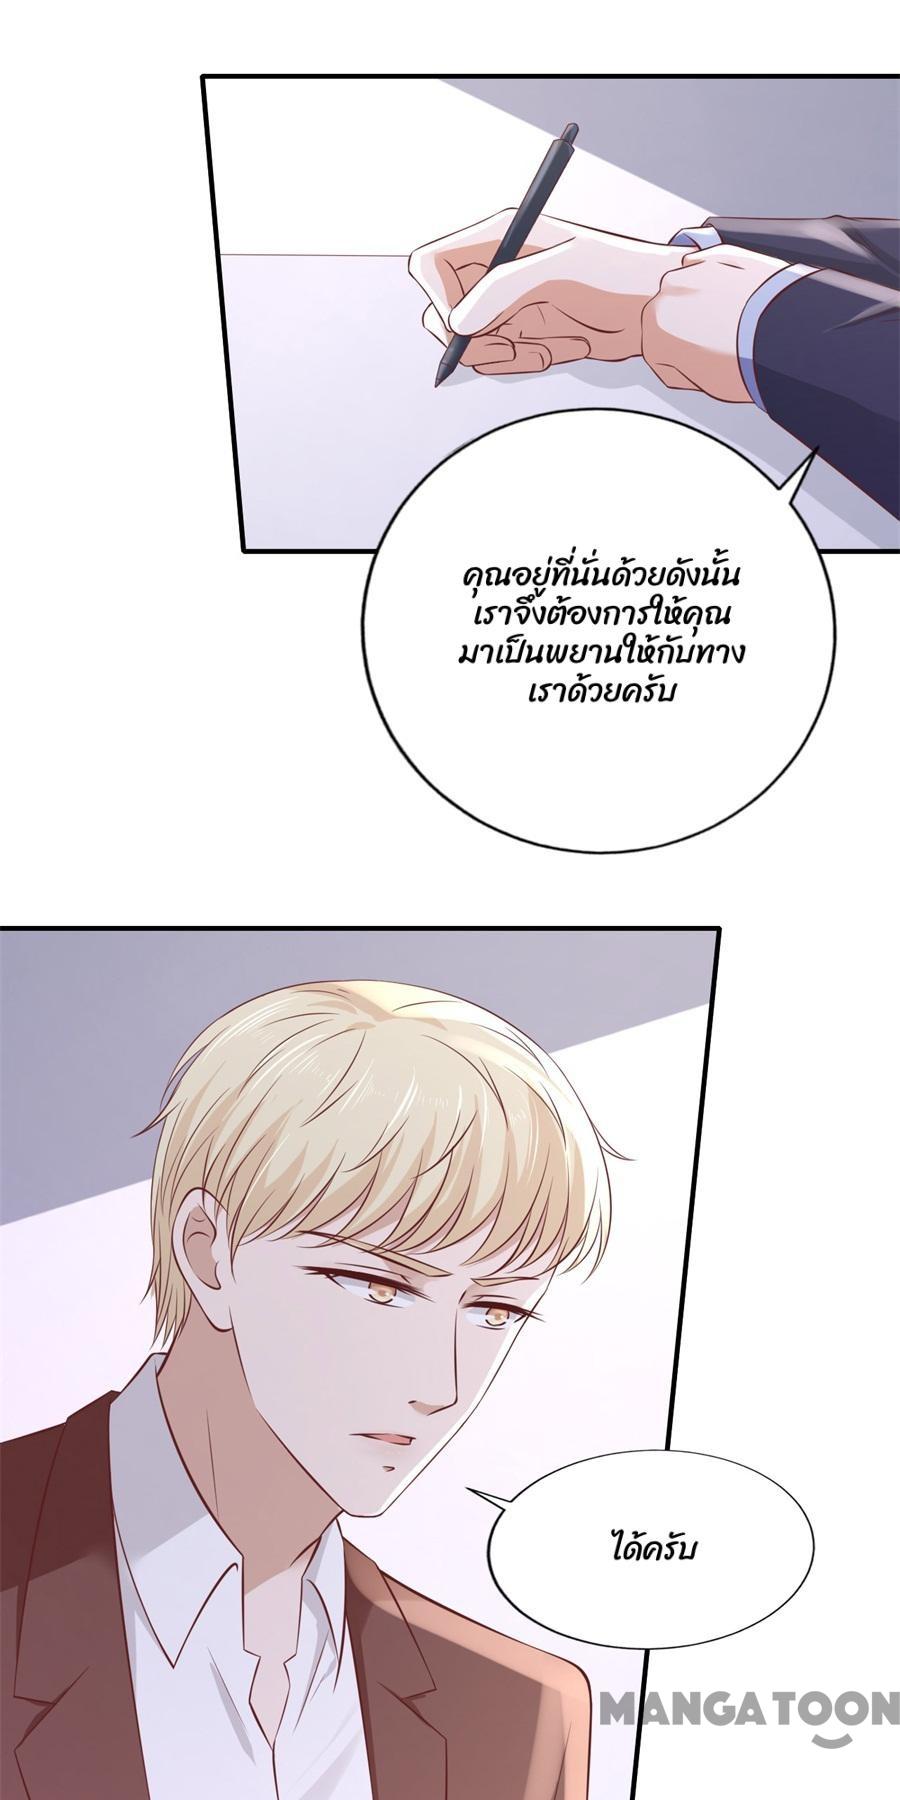 คุณอยู่ที่นั่นด้วยดังนั้น
เราจึงต้องการให้คุณ
มาเป็นพยานให้กับทาง
เราด้วยครับ
ได้ครับ
MANGATOON